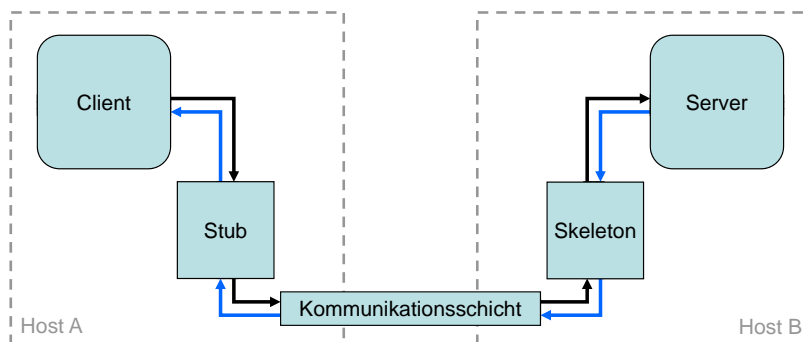 Client
Server
Stub
Skeleton
Kommunikationsschicht
Host A
Host B